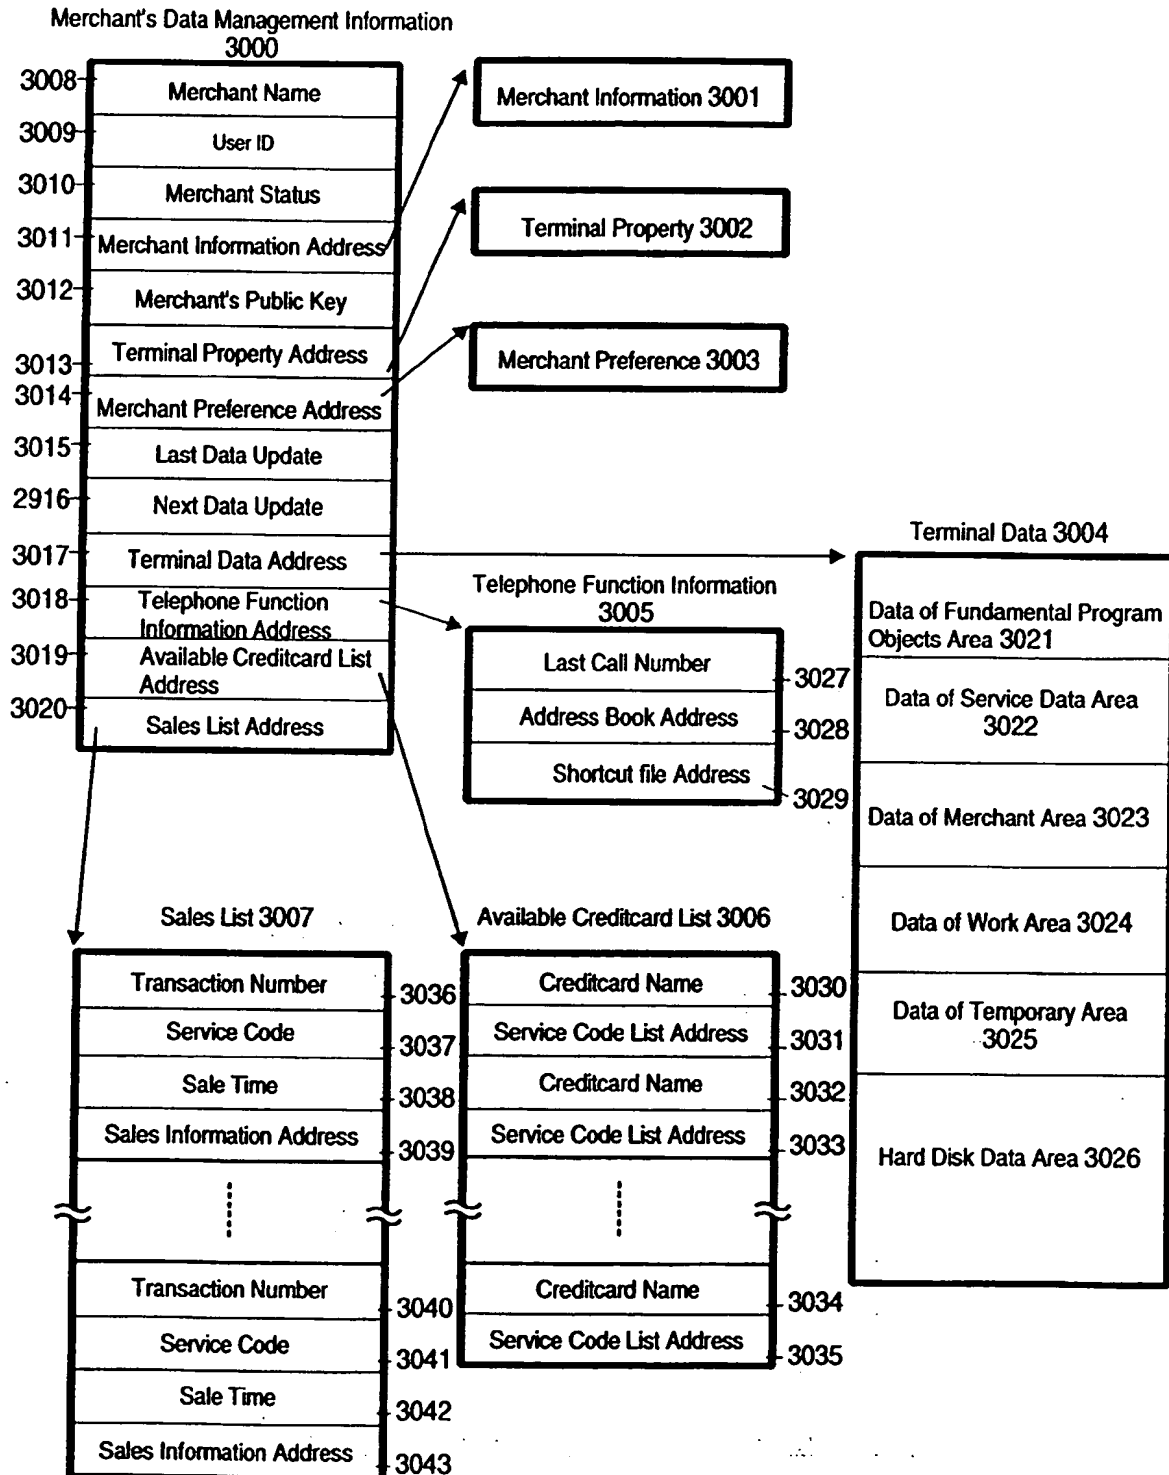 Merchant's Data Management Information
3000
3008
Merchant Name
3009
User ID
3010
Merchant Status
3011
Merchant Information Address
3012
Merchant's Public Key
3013
Terminal Property Address
3014
Merchant Preference Address
3015
Last Data Update
2916
Next Data Update
3017
Terminal Data Address
3018
Telephone Function
Information Address
3019
Available Creditcard List
Address
3020
Sales List Address
Merchant Information 3001
Terminal Property 3002
Merchant Preference 3003
Telephone Function Information
3005
Last Call Number
3027
Address Book Address
3028
Shortcut file Address
3029
Terminal Data 3004
Data of Fundamental Program
Objects Area 3021
Data of Service Data Area
3022
Data of Merchant Area 3023
Data of Work Area 3024
Data of Temporary Area
3025
Hard Disk Data Area 3026
Sales List 3007
Transaction Number
3036
Service Code
3037
Sale Time
3038
Sales Information Address
3039
Transaction Number
3040
Service Code
3041
Sale Time
3042
Sales Information Address
3043
Available Creditcard List 3006
Creditcard Name
3030
Service Code List Address
3031
Creditcard Name
3032
Service Code List Address
3033
Creditcard Name
3034
Service Code List Address
3035